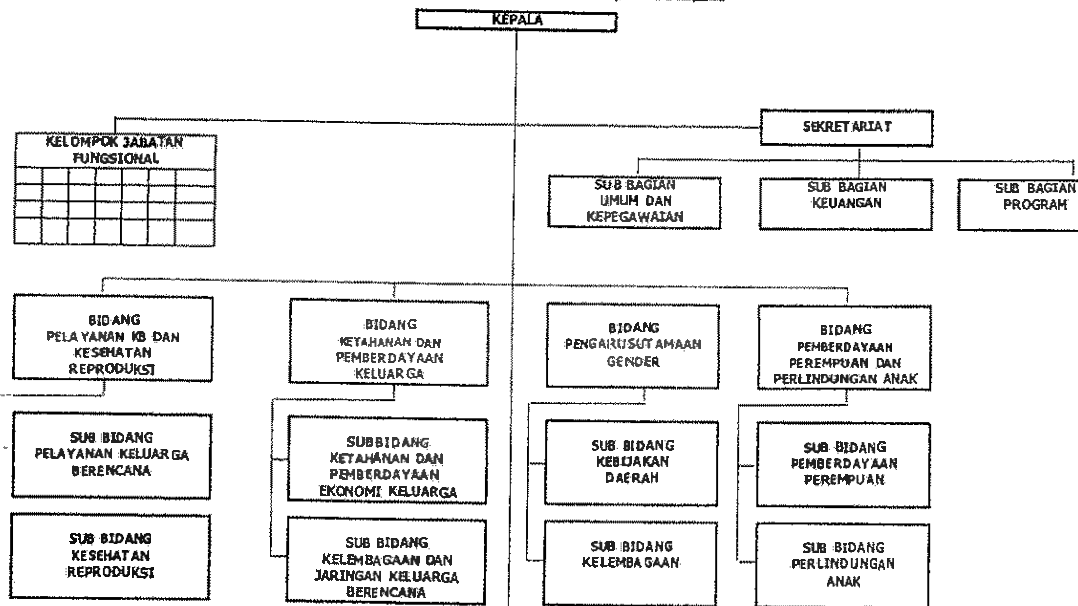 KEPALA
SEKRETARIAT
KELOMPOK JABATAN
FUNGSIONAL
SUB BAGIAN
UMUM DAN
KEPEGAWAIAN
SUB BAGIAN
KEUANGAN
SUB BAGIAN
PROGRAM
BIDANG
PELAYANAN KB DAN
KESEHATAN
REPRODUKSI
BIDANG
KETAHANAN DAN
PEMBERDAYAAN
KELUARGA
BIDANG
PENGARUSUTAMAAN
GENDER
BIDANG
PEMBERDAYAAN
PEREMPUAN DAN
PERLINDUNGAN ANAK
SUB BIDANG
PELAYANAN KELUARGA
BERENCANA
SUBBIDANG
KETAHANAN DAN
PEMBERDAYAAN
EKONOMI KELUARGA
SUB BIDANG
KEBIJAKAN
DAERAH
SUB BIDANG
PEMBERDAYAAN
PEREMPUAN
SUB BIDANG
KESEHATAN
REPRODUKSI
SUB BIDANG
KELEMBAGAAN DAN
JARINGAN KELUARGA
BERENCANA
SUB BIDANG
KELEMBAGAAN
SUB BIDANG
PERLINDUNGAN
ANAK